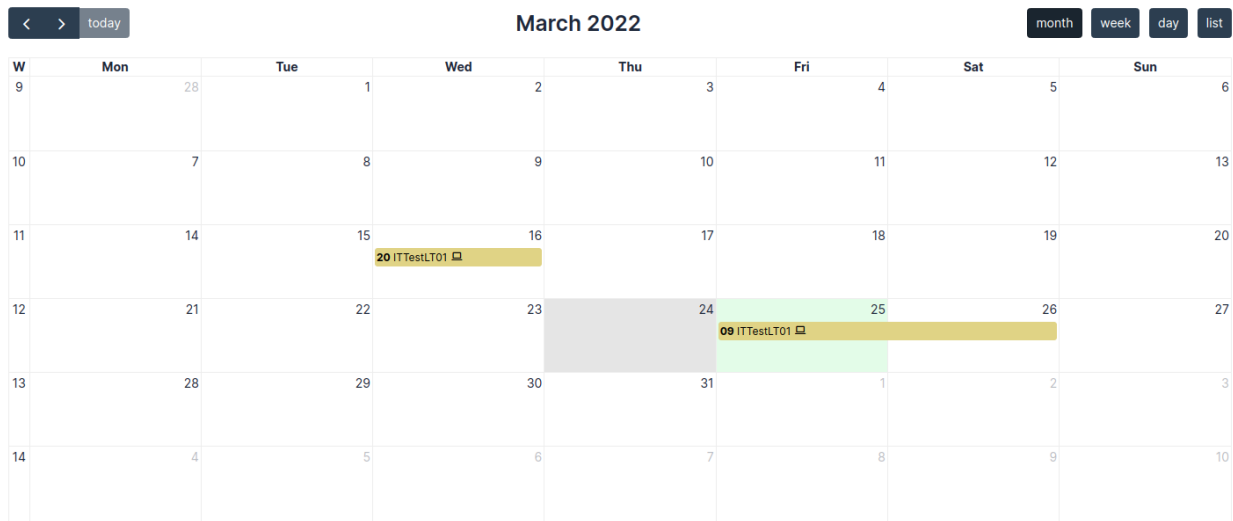 today March 2022 month week day list
W Mon Tue Wed Thu Fri Sat Sun
9 28 1 2 3 4 5 6
10 7 8 9 10 11 12 13
11 14 15 16 17 18 19 20
20 ITTestLT01
12 21 22 23 24 25 26 27
09 ITTestLT01
13 28 29 30 31 1 2 3
14 4 5 6 7 8 9 10